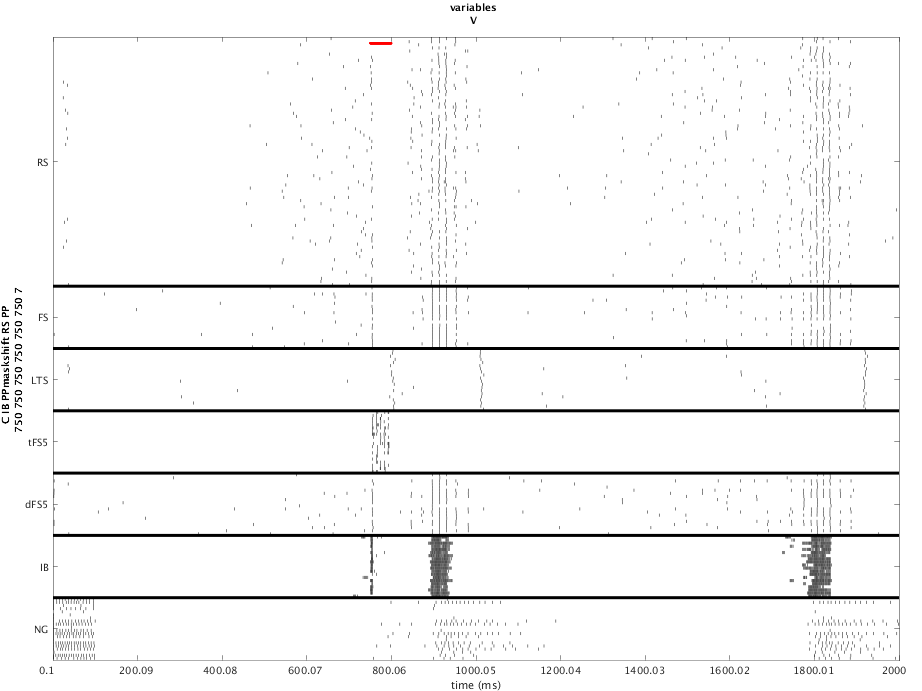 variables
V
RS
FS
LTS
tFS5
dFS5
IB
NG
C IB PPmaskshift RS PP
750 750 750 750 750 750 7
0.1 200.09 400.08 600.07 800.06 1000.05 1200.04 1400.03 1600.02 1800.01 2000
time (ms)